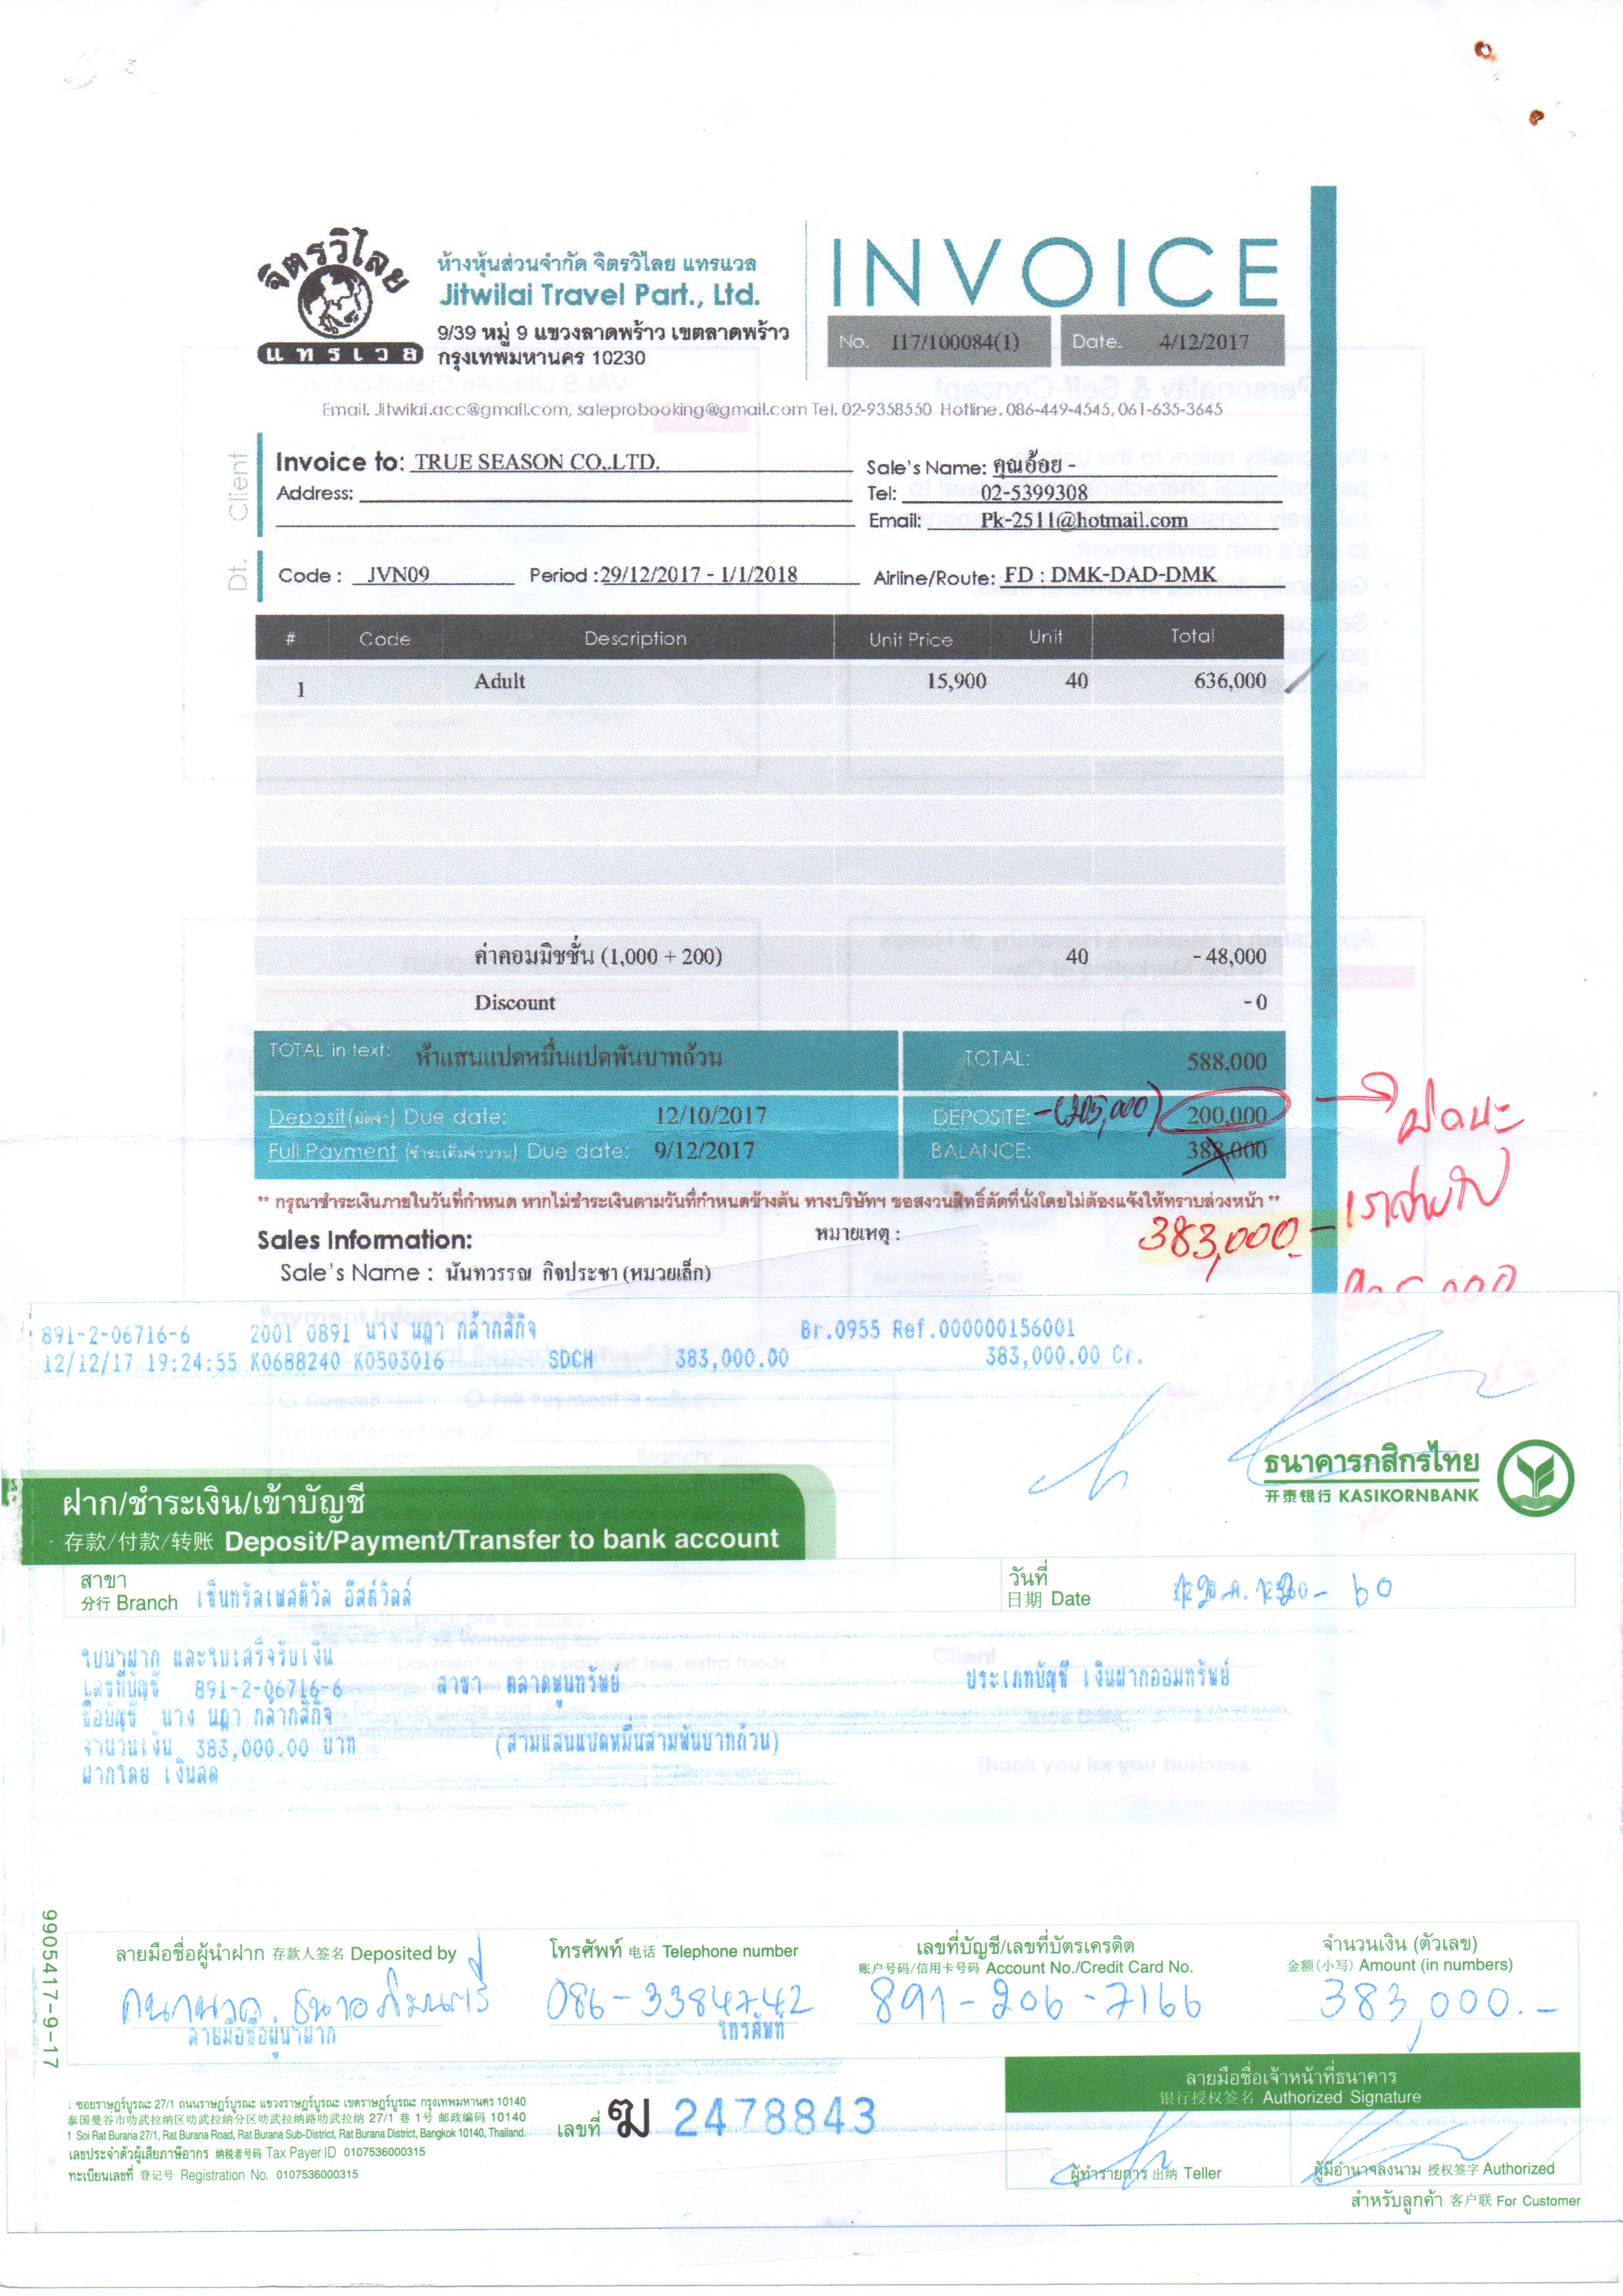 จิตรวิไลย
แทรเวล
ห้างหุ้นส่วนจำกัด จิตรวิไลย แทรแวล
Jitwilai Travel Part., Ltd.
9/39 หมู่ 9 แขวงลาดพร้าว เขตลาดพร้าว
กรุงเทพมหานคร 10230
INVOICE
No. I17/100084(1) Date. 4/12/2017
Email. Jitwilai.acc@gmail.com, saleprobooking@gmail.com Tel. 02-9358550 Hotline. 086-449-4545, 061-635-3645
Client
Invoice to: TRUE SEASON CO,.LTD.
Address:
Sale's Name: คุณอ้อย -
Tel: 02-5399308
Email: Pk-2511@hotmail.com
Dt.
Code : JVN09 Period : 29/12/2017 - 1/1/2018 Airline/Route: FD : DMK-DAD-DMK
# Code Description Unit Price Unit Total
1 Adult 15,900 40 636,000
ค่าคอมมิชชั่น (1,000 + 200) 40 - 48,000
Discount - 0
TOTAL in text: ห้าแสนแปดหมื่นแปดพันบาทถ้วน TOTAL: 588,000
Deposit (มัดจำ) Due date: 12/10/2017 DEPOSITE: -(205,000) 200,000
Full Payment (ชำระเต็มจำนวน) Due date: 9/12/2017 BALANCE: 388,000
ผิดนะ
** กรุณาชำระเงินภายในวันที่กำหนด หากไม่ชำระเงินตามวันที่กำหนดข้างต้น ทางบริษัทฯ ขอสงวนสิทธิ์ตัดที่นั่งโดยไม่ต้องแจ้งให้ทราบล่วงหน้า **
Sales Information: หมายเหตุ :
383,000.-
เราจ่ายไป
205,000
Sale's Name : นันทวรรณ กิจประชา (หมวยเล็ก)
891-2-06716-6 2001 0891 นาง นฎา กล้ากสิกิจ Br.0955 Ref.000000156001
12/12/17 19:24:55 K0688240 K0503016 SDCH 383,000.00 383,000.00 Cr.
ธนาคารกสิกรไทย
开泰银行 KASIKORNBANK
ฝาก/ชำระเงิน/เข้าบัญชี
存款/付款/转账 Deposit/Payment/Transfer to bank account
สาขา
分行 Branch เซ็นทรัลเฟสติวัล อีสต์วิลล์
วันที่
日期 Date
ใบนำฝาก และใบเสร็จรับเงิน
เลขที่บัญชี 891-2-06716-6 สาขา ตลาดพูนทรัพย์ ประเภทบัญชี เงินฝากออมทรัพย์
ชื่อบัญชี นาง นฎา กล้ากสิกิจ
จำนวนเงิน 383,000.00 บาท (สามแสนแปดหมื่นสามพันบาทถ้วน)
ฝากโดย เงินสด
Thank you for you business.
9905417-9-17
ลายมือชื่อผู้นำฝาก 存款人签名 Deposited by
โทรศัพท์ 电话 Telephone number
เลขที่บัญชี/เลขที่บัตรเครดิต
账户号码/信用卡号码 Account No./Credit Card No.
จำนวนเงิน (ตัวเลข)
金额(小写) Amount (in numbers)
086-3384742 891-206-7166 383,000.-
ลายมือชื่อผู้นำฝาก โทรศัพท์
ลายมือชื่อเจ้าหน้าที่ธนาคาร
银行授权签名 Authorized Signature
1 ซอยราษฎร์บูรณะ 27/1 ถนนราษฎร์บูรณะ แขวงราษฎร์บูรณะ เขตราษฎร์บูรณะ กรุงเทพมหานคร 10140
泰国曼谷市叻武拉纳区叻武拉纳分区叻武拉纳路叻武拉纳 27/1 巷 1号 邮政编码 10140
1 Soi Rat Burana 27/1, Rat Burana Road, Rat Burana Sub-District, Rat Burana District, Bangkok 10140, Thailand.
เลขประจำตัวผู้เสียภาษีอากร 纳税者号码 Tax Payer ID 0107536000315
ทะเบียนเลขที่ 登记号 Registration No. 0107536000315
เลขที่ ฆ 2478843
ผู้ทำรายการ 出纳 Teller
ผู้มีอำนาจลงนาม 授权签字 Authorized
สำหรับลูกค้า 客户联 For Customer